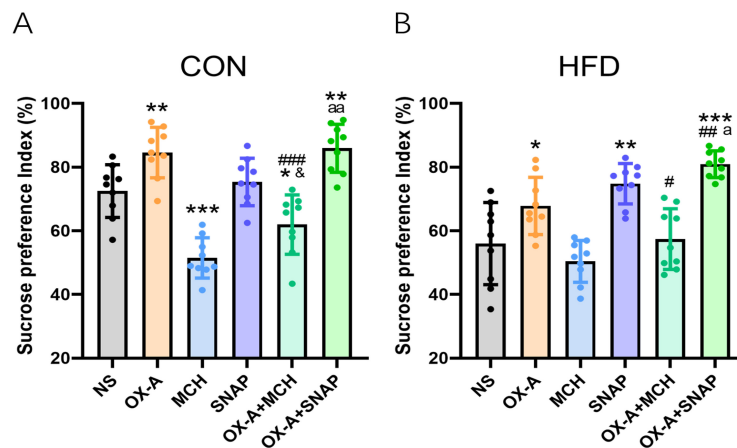 A
CON
Sucrose preference Index (%)
100
80
60
40
20
**
***
###
* &
**
aa
NS
OX-A
MCH
SNAP
OX-A+MCH
OX-A+SNAP
B
HFD
Sucrose preference Index (%)
100
80
60
40
20
*
**
#
***
## a
NS
OX-A
MCH
SNAP
OX-A+MCH
OX-A+SNAP